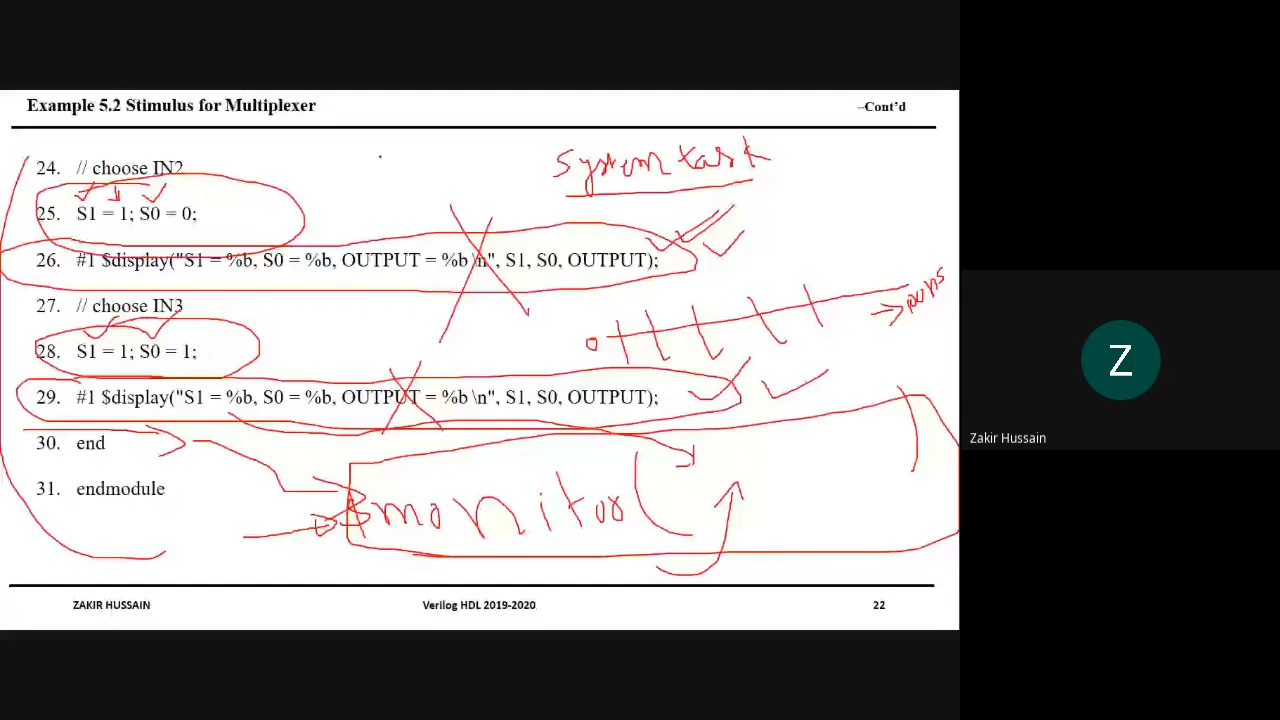 Example 5.2 Stimulus for Multiplexer
–Cont'd
system task
24. // choose IN2
25. S1 = 1; S0 = 0;
26. #1 $display("S1 = %b, S0 = %b, OUTPUT = %b \n", S1, S0, OUTPUT);
27. // choose IN3
28. S1 = 1; S0 = 1;
29. #1 $display("S1 = %b, S0 = %b, OUTPUT = %b \n", S1, S0, OUTPUT);
30. end
$monitor
31. endmodule
ZAKIR HUSSAIN
Verilog HDL 2019-2020
22
Z
Zakir Hussain